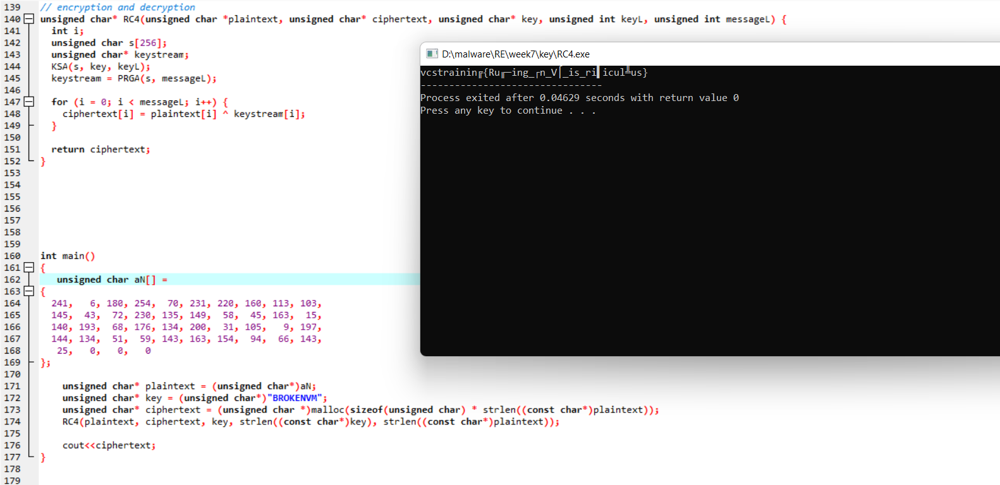 139 // encryption and decryption
140 unsigned char* RC4(unsigned char *plaintext, unsigned char* ciphertext, unsigned char* key, unsigned int keyL, unsigned int messageL) {
141 int i;
142 unsigned char s[256];
143 unsigned char* keystream;
144 KSA(s, key, keyL);
145 keystream = PRGA(s, messageL);
146
147 for (i = 0; i < messageL; i++) {
148 ciphertext[i] = plaintext[i] ^ keystream[i];
149 }
150
151 return ciphertext;
152 }
153
154
155
156
157
158
159
160 int main()
161 {
162 unsigned char aN[] =
163 {
164 241, 6, 180, 254, 70, 231, 220, 160, 113, 103,
165 145, 43, 72, 230, 135, 149, 58, 45, 163, 15,
166 140, 193, 68, 176, 134, 200, 31, 105, 9, 197,
167 144, 134, 51, 59, 143, 163, 154, 94, 66, 143,
168 25, 0, 0, 0
169 };
170
171 unsigned char* plaintext = (unsigned char*)aN;
172 unsigned char* key = (unsigned char*)"BROKENVM";
173 unsigned char* ciphertext = (unsigned char *)malloc(sizeof(unsigned char) * strlen((const char*)plaintext));
174 RC4(plaintext, ciphertext, key, strlen((const char*)key), strlen((const char*)plaintext));
175
176 cout<<ciphertext;
177 }
178
179
D:\malware\RE\week7\key\RC4.exe
vcstrainin╔{Ru╓─ing_┌n_V⌠_is_ri▌icul╩us}
--------------------------------
Process exited after 0.04629 seconds with return value 0
Press any key to continue . . .